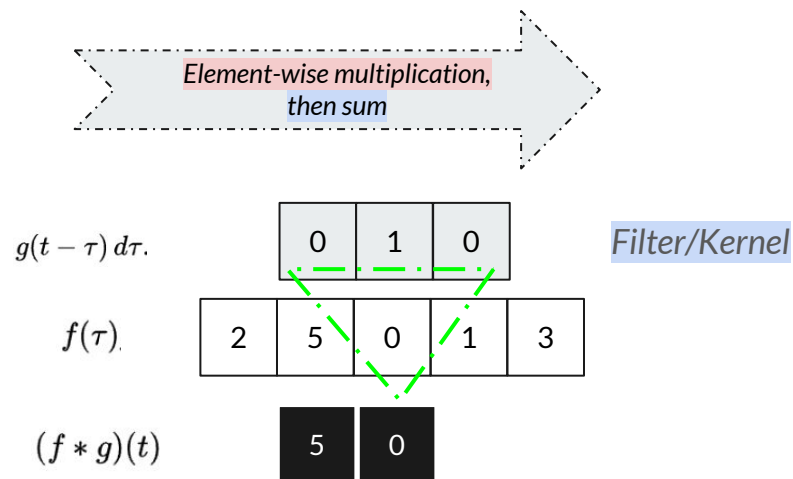 Element-wise multiplication,
then sum
g(t − τ) dτ.
0 1 0
Filter/Kernel
f(τ).
2 5 0 1 3
(f ∗ g)(t)
5 0